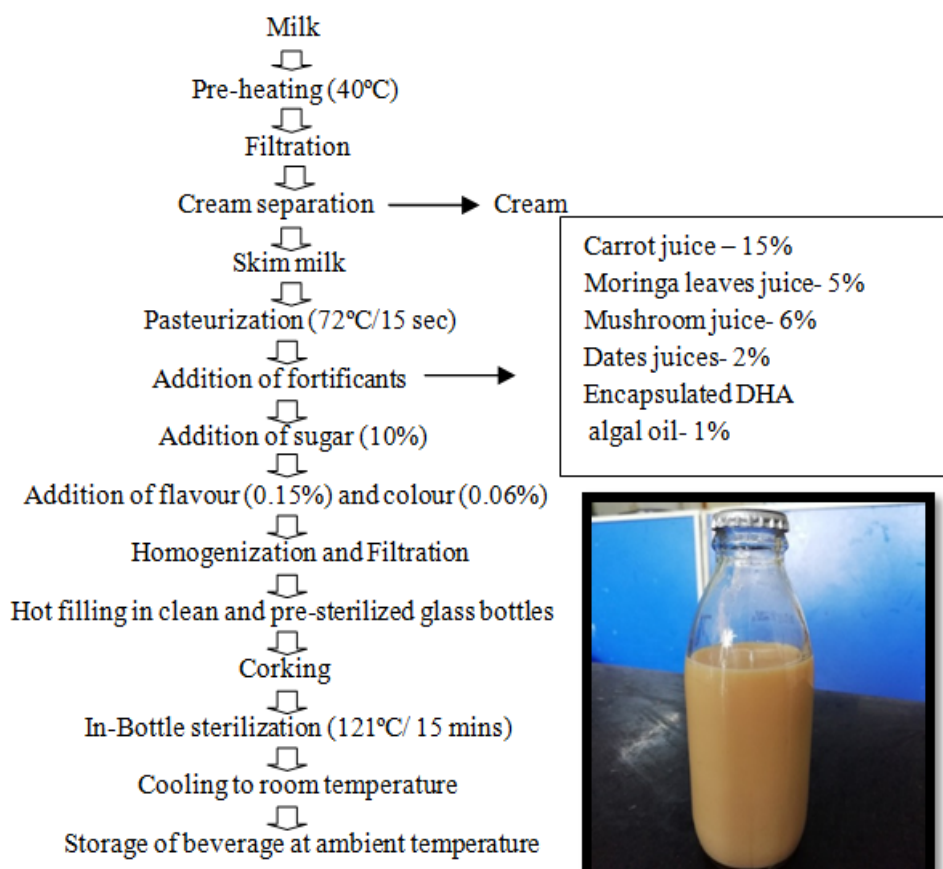 Milk
Pre-heating (40ºC)
Filtration
Cream separation
Cream
Skim milk
Pasteurization (72ºC/15 sec)
Addition of fortificants
Carrot juice – 15%
Moringa leaves juice- 5%
Mushroom juice- 6%
Dates juices- 2%
Encapsulated DHA
algal oil- 1%
Addition of sugar (10%)
Addition of flavour (0.15%) and colour (0.06%)
Homogenization and Filtration
Hot filling in clean and pre-sterilized glass bottles
Corking
In-Bottle sterilization (121ºC/ 15 mins)
Cooling to room temperature
Storage of beverage at ambient temperature